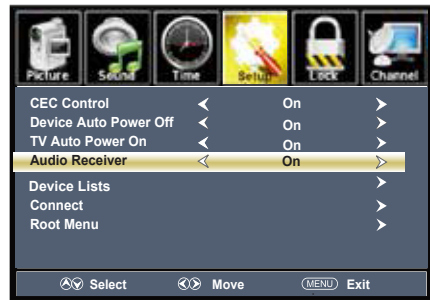 Picture Sound Time Setup Lock Channel
CEC Control On
Device Auto Power Off On
TV Auto Power On On
Audio Receiver On
Device Lists
Connect
Root Menu
Select Move MENU Exit